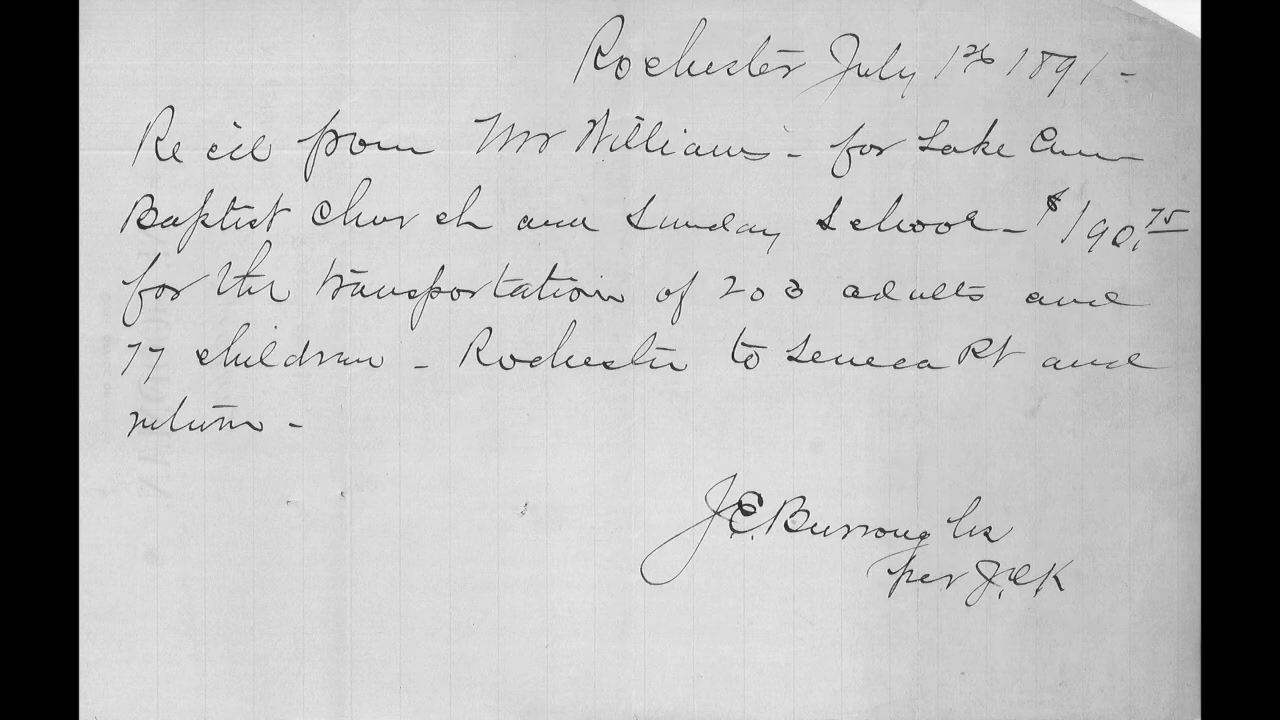 Rochester July 1st 1891 -
Rec'd from Mr Williams - for Lake Ave
Baptist Church and Sunday School - $190.75
for the transportation of 203 adults and
77 children - Rochester to Seneca Pt and
return -
J. E. Burroughs
per J.C.K